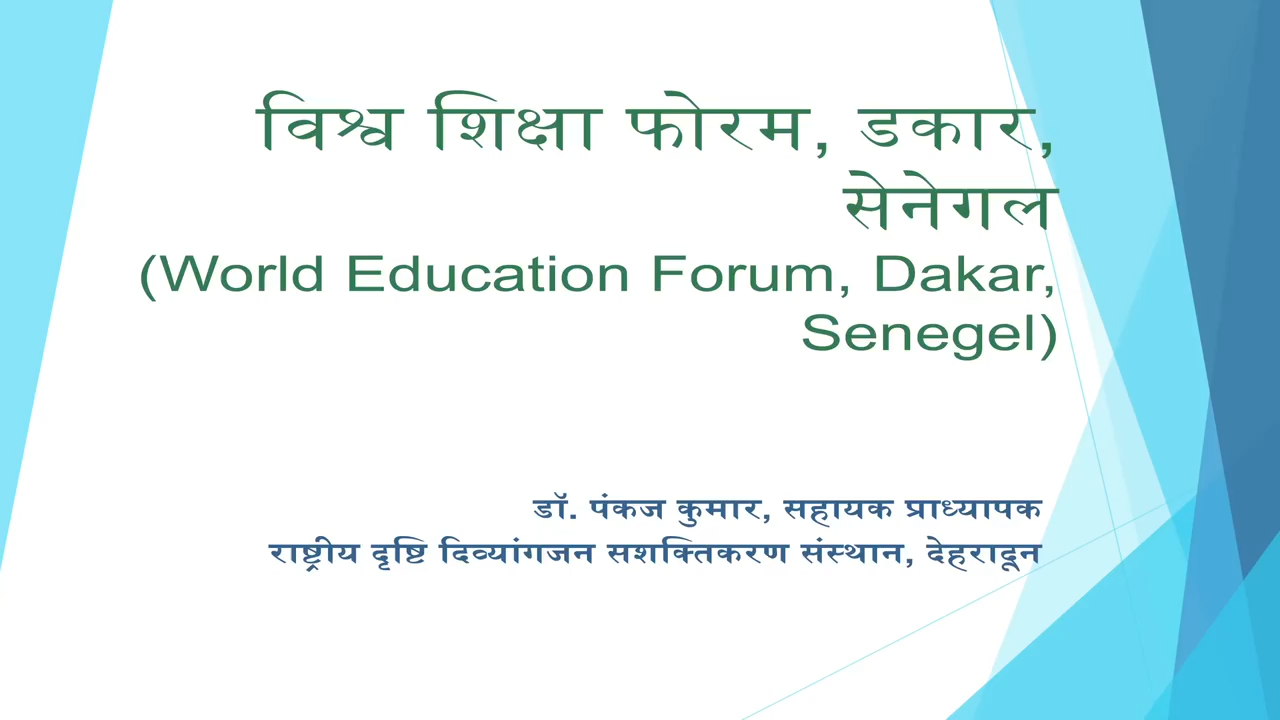 विश्व शिक्षा फोरम, डकार,
सेनेगल
(World Education Forum, Dakar,
Senegel)
डॉ. पंकज कुमार, सहायक प्राध्यापक
राष्ट्रीय दृष्टि दिव्यांगजन सशक्तिकरण संस्थान, देहरादून